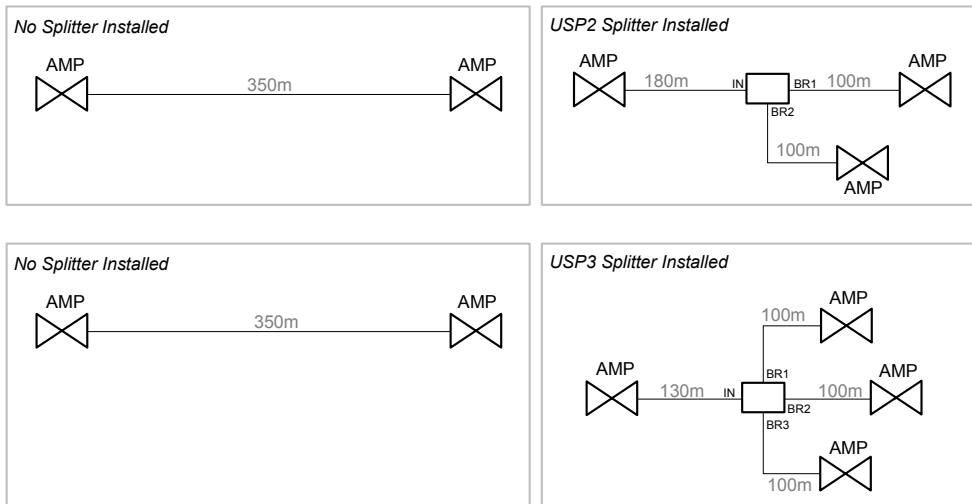 No Splitter Installed
AMP
AMP
350m
USP2 Splitter Installed
AMP
AMP
180m
IN
BR1
100m
BR2
100m
AMP
No Splitter Installed
AMP
AMP
350m
USP3 Splitter Installed
AMP
100m
BR1
AMP
AMP
130m
IN
100m
BR2
BR3
AMP
100m